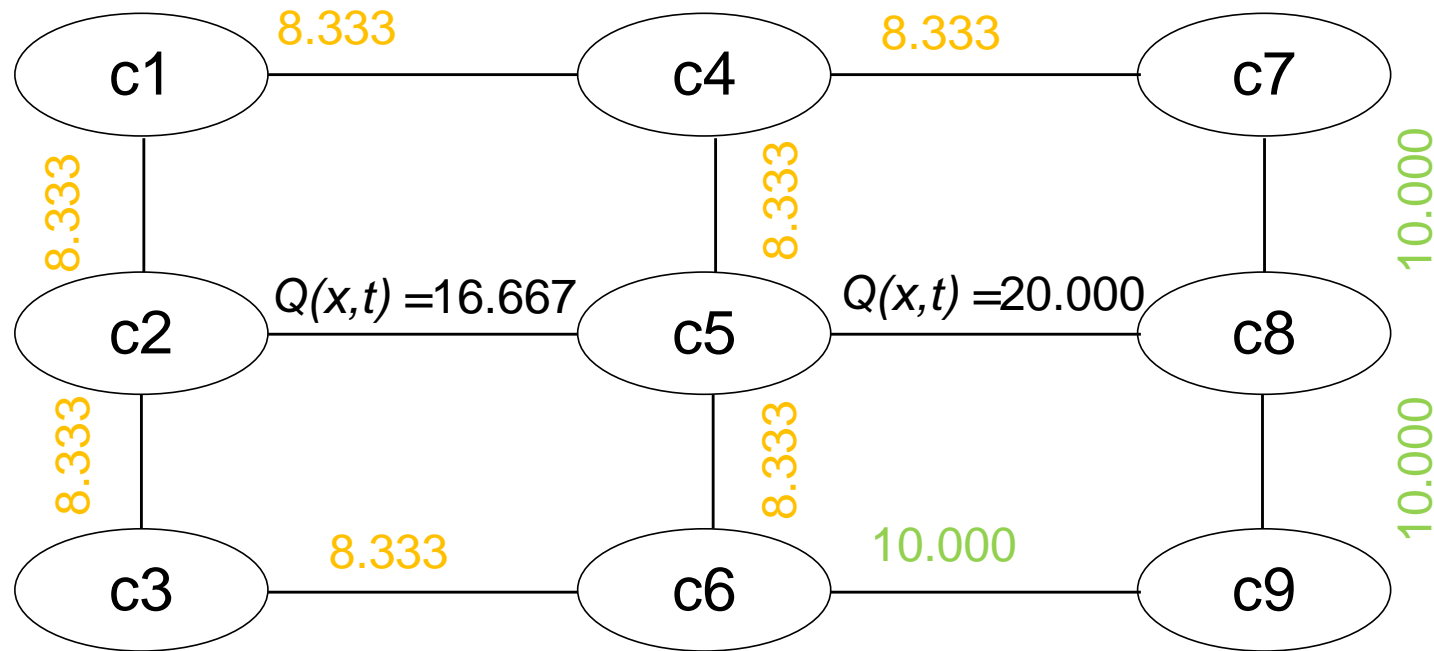 8.333
8.333
c1
c4
c7
8.333
8.333
10.000
Q(x,t) =16.667
Q(x,t) =20.000
c2
c5
c8
8.333
8.333
10.000
8.333
10.000
c3
c6
c9